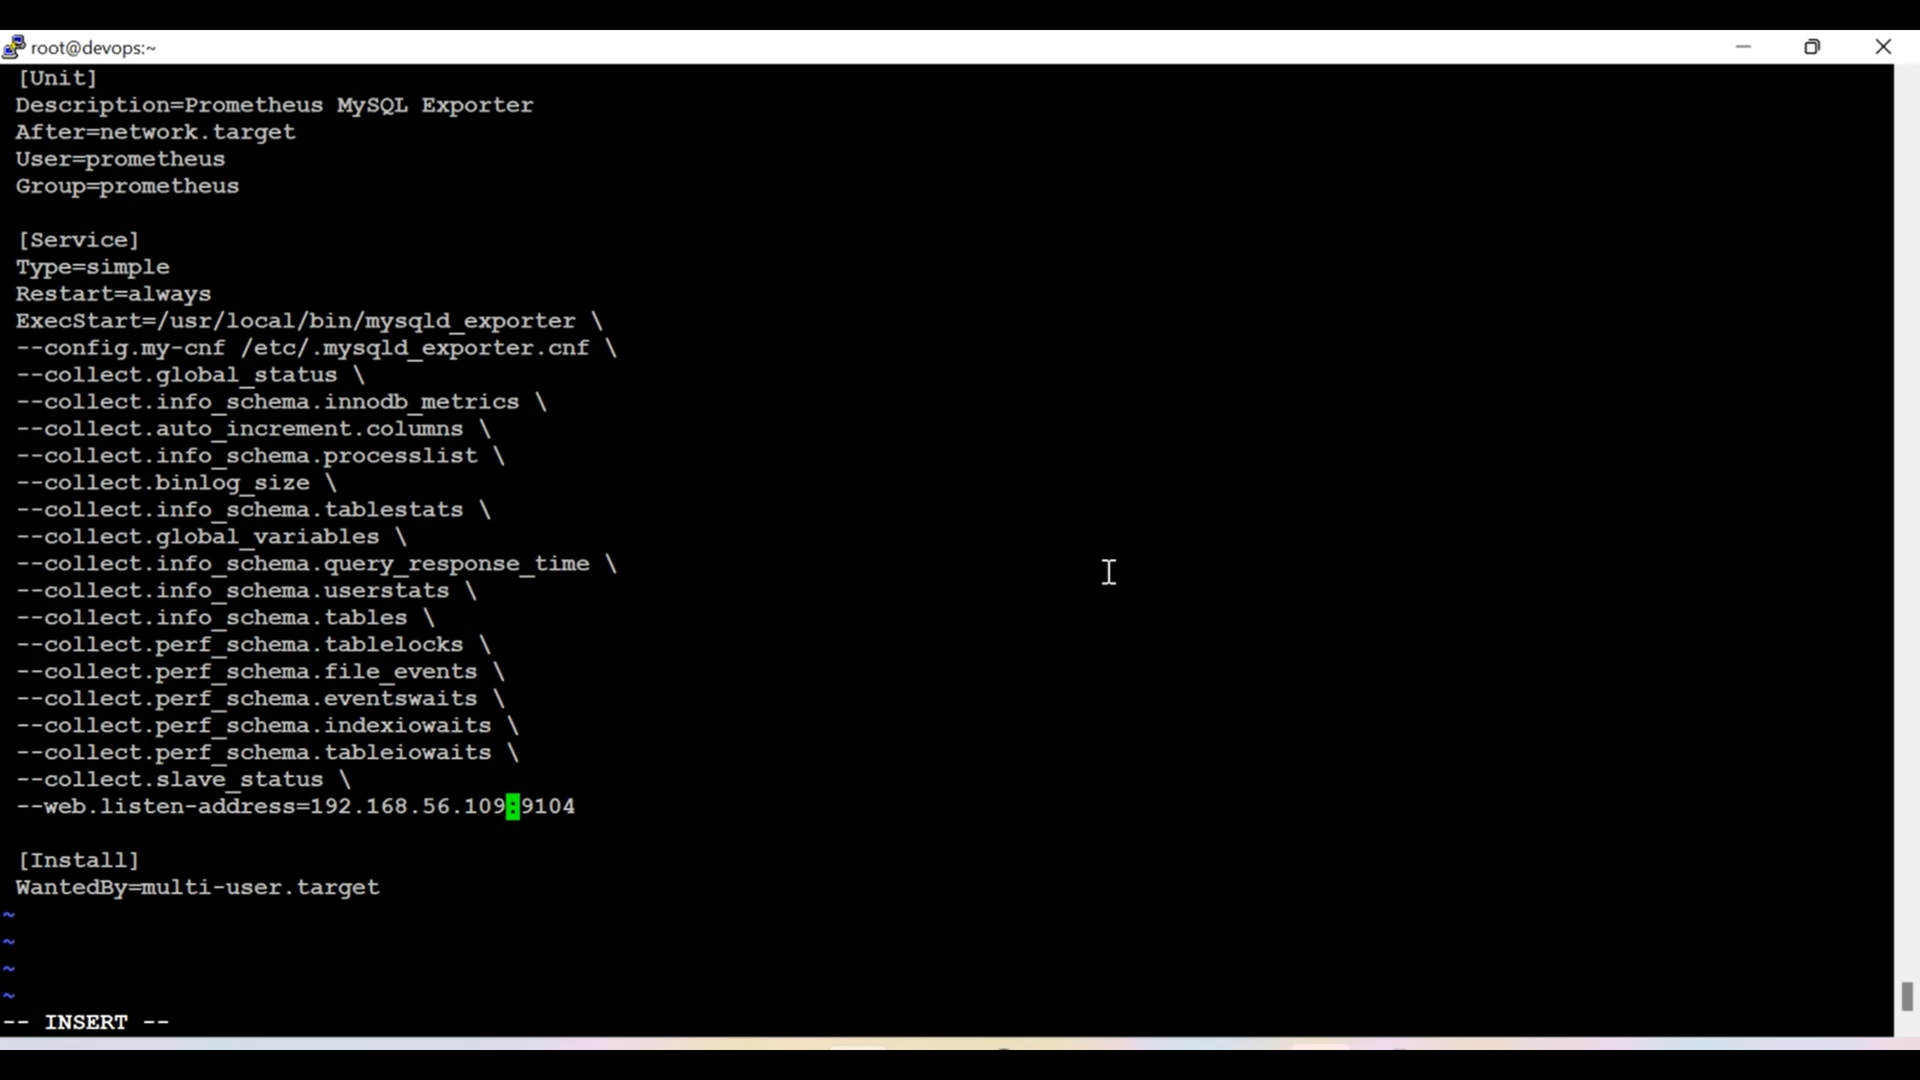 root@devops:~
[Unit]
Description=Prometheus MySQL Exporter
After=network.target
User=prometheus
Group=prometheus
[Service]
Type=simple
Restart=always
ExecStart=/usr/local/bin/mysqld_exporter \
--config.my-cnf /etc/.mysqld_exporter.cnf \
--collect.global_status \
--collect.info_schema.innodb_metrics \
--collect.auto_increment.columns \
--collect.info_schema.processlist \
--collect.binlog_size \
--collect.info_schema.tablestats \
--collect.global_variables \
--collect.info_schema.query_response_time \
--collect.info_schema.userstats \
--collect.info_schema.tables \
--collect.perf_schema.tablelocks \
--collect.perf_schema.file_events \
--collect.perf_schema.eventswaits \
--collect.perf_schema.indexiowaits \
--collect.perf_schema.tableiowaits \
--collect.slave_status \
--web.listen-address=192.168.56.109:9104
[Install]
WantedBy=multi-user.target
~
~
~
~
-- INSERT --